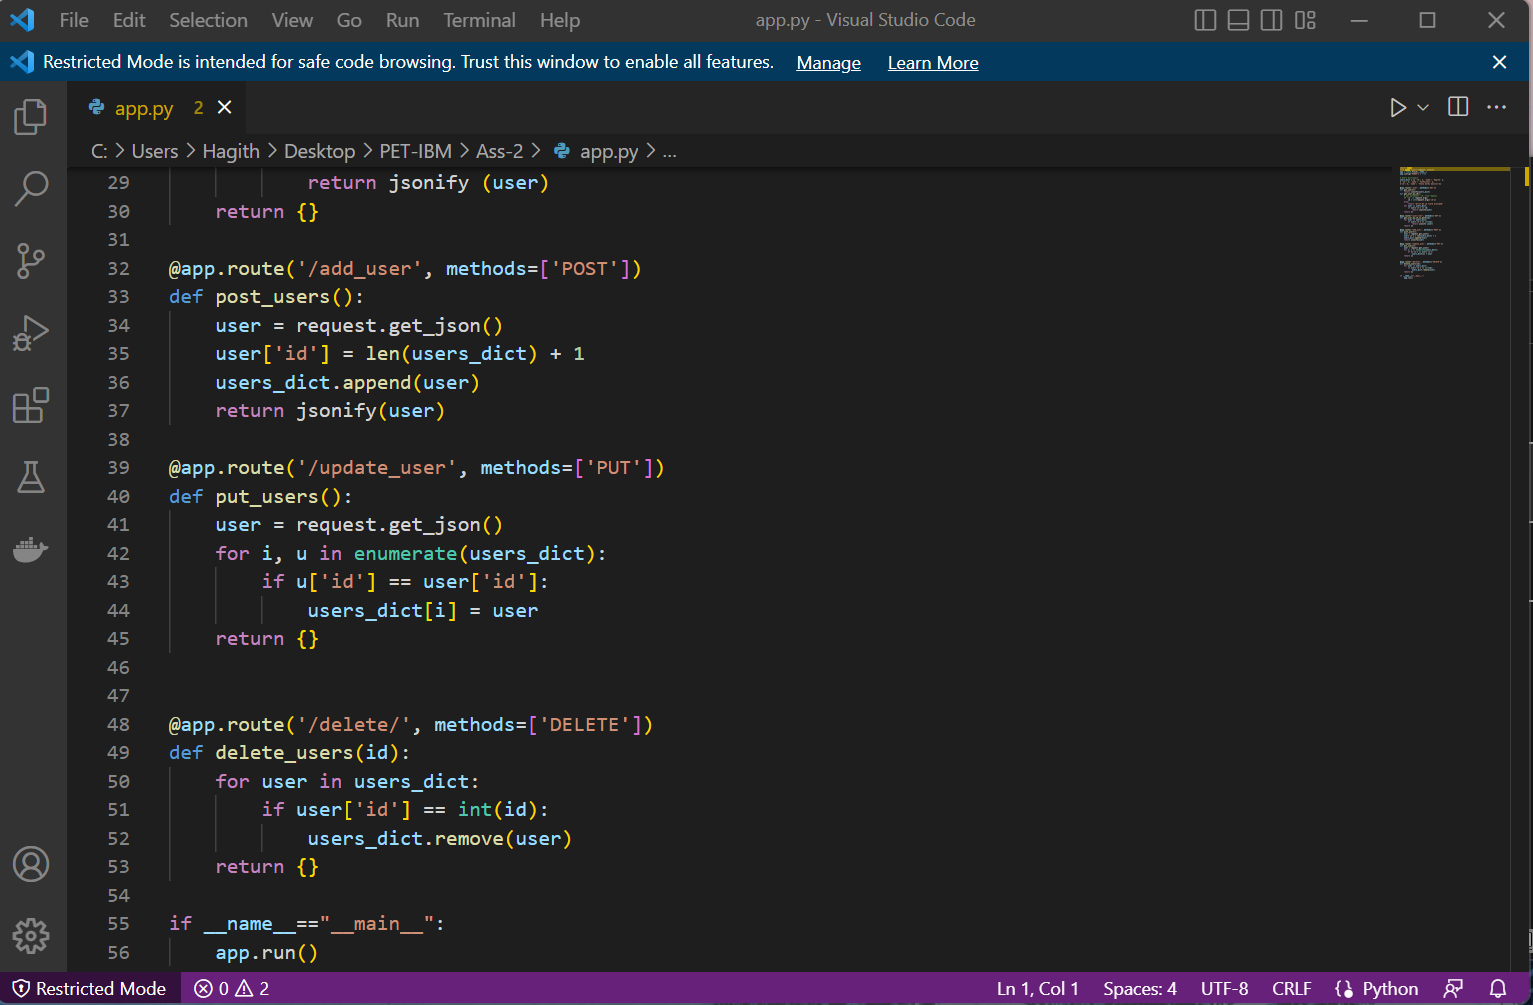 File Edit Selection View Go Run Terminal Help app.py - Visual Studio Code
Restricted Mode is intended for safe code browsing. Trust this window to enable all features. Manage Learn More
app.py 2
C: > Users > Hagith > Desktop > PET-IBM > Ass-2 > app.py > ...
29 return jsonify (user)
30 return {}
31
32 @app.route('/add_user', methods=['POST'])
33 def post_users():
34 user = request.get_json()
35 user['id'] = len(users_dict) + 1
36 users_dict.append(user)
37 return jsonify(user)
38
39 @app.route('/update_user', methods=['PUT'])
40 def put_users():
41 user = request.get_json()
42 for i, u in enumerate(users_dict):
43 if u['id'] == user['id']:
44 users_dict[i] = user
45 return {}
46
47
48 @app.route('/delete/', methods=['DELETE'])
49 def delete_users(id):
50 for user in users_dict:
51 if user['id'] == int(id):
52 users_dict.remove(user)
53 return {}
54
55 if __name__=="__main__":
56 app.run()
Restricted Mode 0 2 Ln 1, Col 1 Spaces: 4 UTF-8 CRLF Python